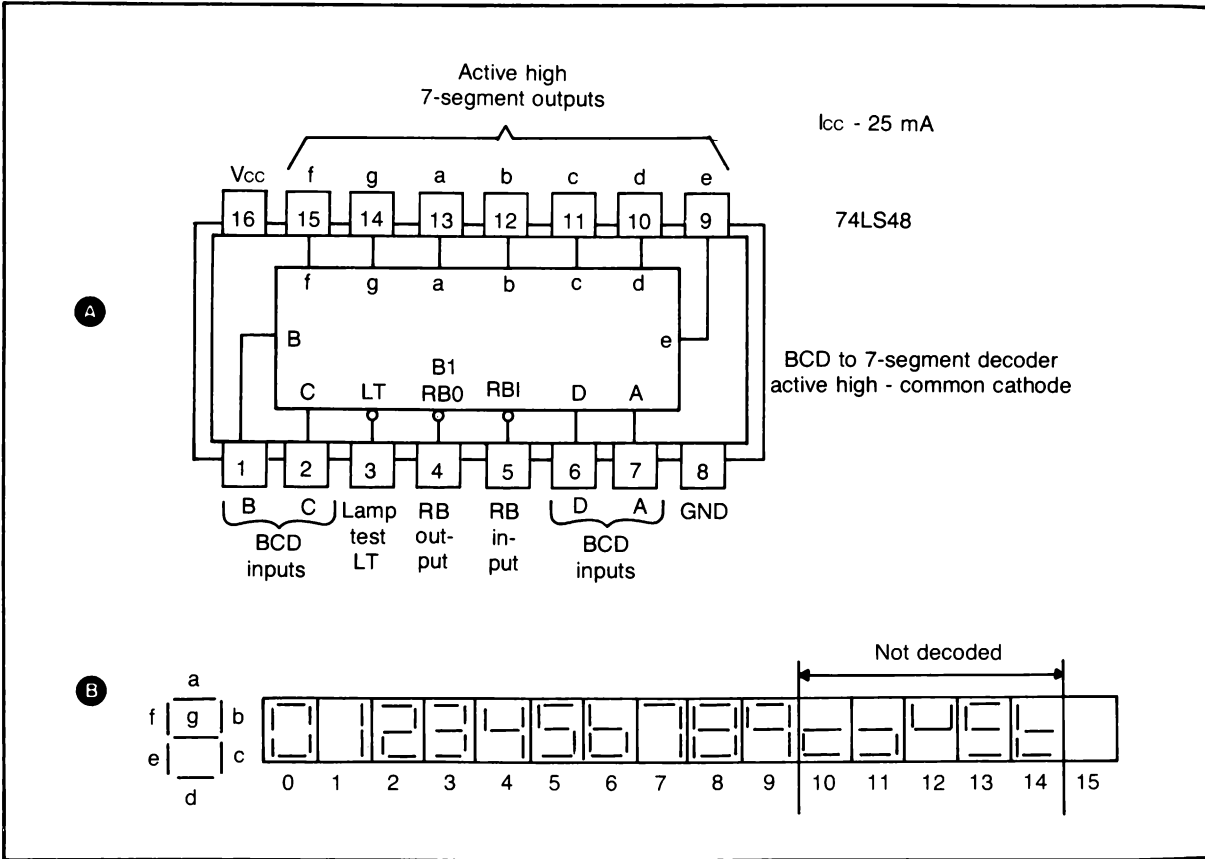 Active high
7-segment outputs
Icc - 25 mA
Vcc f g a b c d e
16 15 14 13 12 11 10 9
74LS48
f g a b c d
A
B e
BCD to 7-segment decoder
active high - common cathode
B1
C LT RB0 RBI D A
1 2 3 4 5 6 7 8
B C Lamp RB RB D A GND
test out- in-
LT put put
BCD
inputs
BCD
inputs
Not decoded
B
a
f g b
e c
d
0 1 2 3 4 5 6 7 8 9 10 11 12 13 14 15